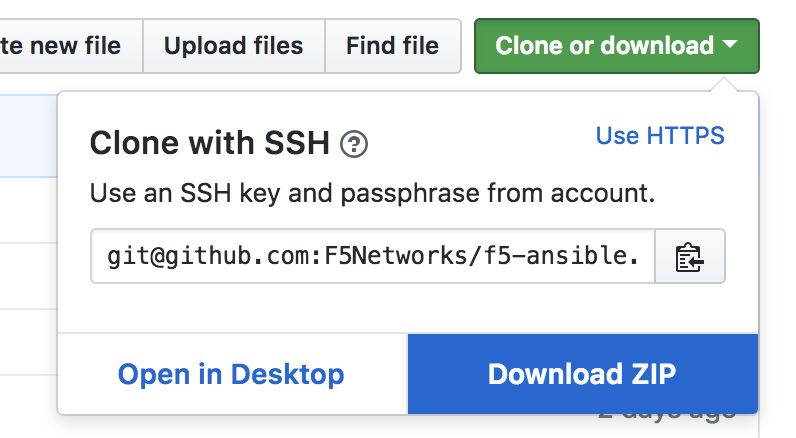 te new file Upload files Find file Clone or download
Clone with SSH Use HTTPS
Use an SSH key and passphrase from account.
git@github.com:F5Networks/f5-ansible.
Open in Desktop Download ZIP
2 days ago